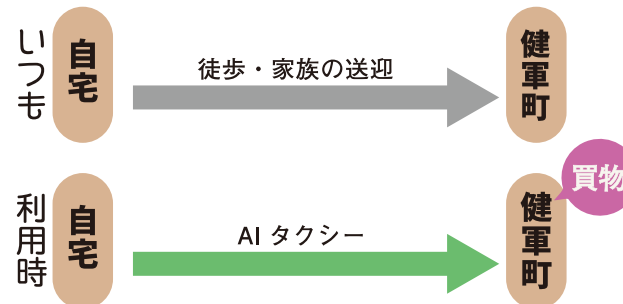 いつも
自宅
徒歩・家族の送迎
健軍町
利用時
自宅
AI タクシー
健軍町
買物